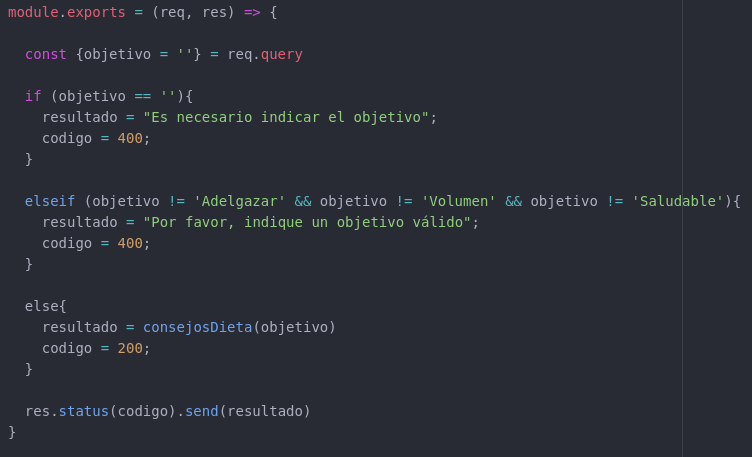 module.exports = (req, res) => {
const {objetivo = ''} = req.query
if (objetivo == ''){
resultado = "Es necesario indicar el objetivo";
codigo = 400;
}
elseif (objetivo != 'Adelgazar' && objetivo != 'Volumen' && objetivo != 'Saludable'){
resultado = "Por favor, indique un objetivo válido";
codigo = 400;
}
else{
resultado = consejosDieta(objetivo)
codigo = 200;
}
res.status(codigo).send(resultado)
}